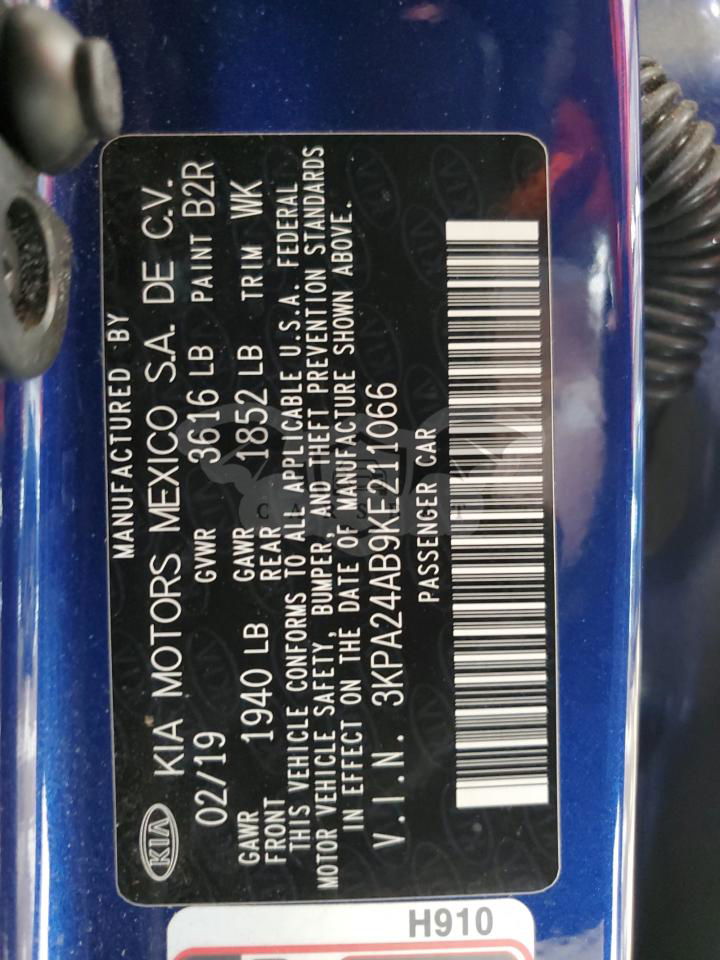 MANUFACTURED BY
KIA KIA MOTORS MEXICO S.A. DE C.V.
02/19 GVWR 3616 LB PAINT B2R
GAWR FRONT 1940 LB GAWR REAR 1852 LB TRIM WK
THIS VEHICLE CONFORMS TO ALL APPLICABLE U.S.A. FEDERAL
MOTOR VEHICLE SAFETY, BUMPER, AND THEFT PREVENTION STANDARDS
IN EFFECT ON THE DATE OF MANUFACTURE SHOWN ABOVE.
V.I.N. 3KPA24AB9KE211066
PASSENGER CAR
H910